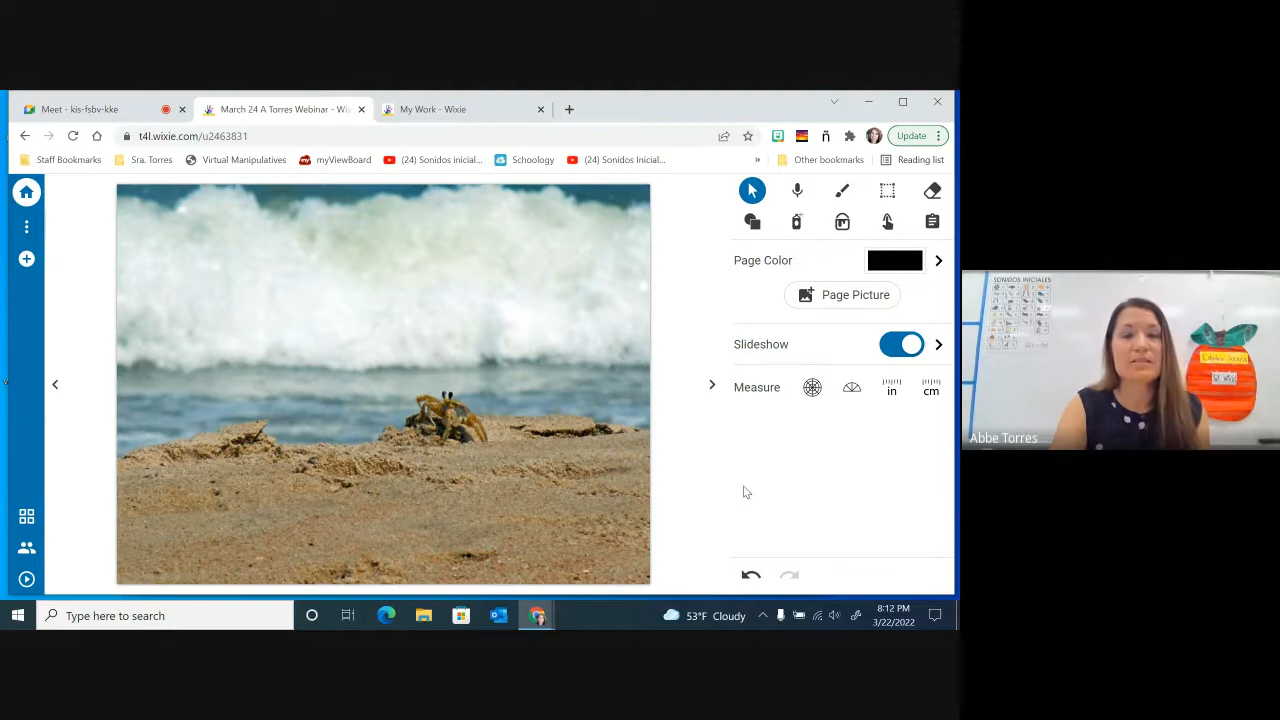 Meet - kis-fsbv-kke
March 24 A Torres Webinar - Wix
My Work - Wixie
t4l.wixie.com/u2463831
Update
Staff Bookmarks
Sra. Torres
Virtual Manipulatives
myViewBoard
(24) Sonidos inicial...
Schoology
(24) Sonidos Inicial...
»
Other bookmarks
Reading list
Page Color
Page Picture
Slideshow
Measure
in
cm
SONIDOS INICIALES
Abbe Torres
Type here to search
53°F Cloudy
8:12 PM
3/22/2022